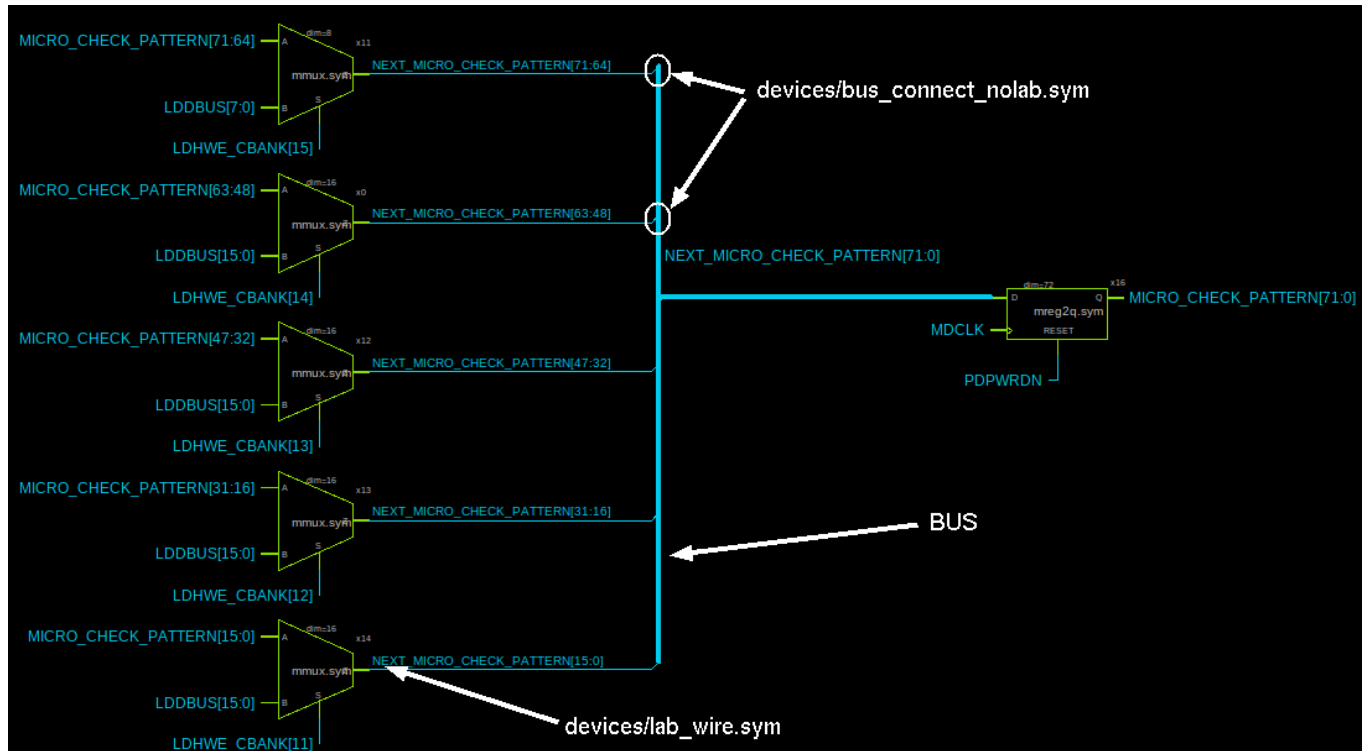 dim=8
x11
MICRO_CHECK_PATTERN[71:64]
A
NEXT_MICRO_CHECK_PATTERN[71:64]
mmux.sym
Z
devices/bus_connect_nolab.sym
LDDBUS[7:0]
B
S
LDHWE_CBANK[15]
dim=16
x0
MICRO_CHECK_PATTERN[63:48]
A
NEXT_MICRO_CHECK_PATTERN[63:48]
mmux.sym
Z
LDDBUS[15:0]
B
S
NEXT_MICRO_CHECK_PATTERN[71:0]
LDHWE_CBANK[14]
dim=72
x16
D
Q
MICRO_CHECK_PATTERN[71:0]
mreg2q.sym
MDCLK
RESET
PDPWRDN
dim=16
x12
MICRO_CHECK_PATTERN[47:32]
A
NEXT_MICRO_CHECK_PATTERN[47:32]
mmux.sym
Z
LDDBUS[15:0]
B
S
LDHWE_CBANK[13]
dim=16
x13
MICRO_CHECK_PATTERN[31:16]
A
NEXT_MICRO_CHECK_PATTERN[31:16]
mmux.sym
Z
BUS
LDDBUS[15:0]
B
S
LDHWE_CBANK[12]
dim=16
x14
MICRO_CHECK_PATTERN[15:0]
A
NEXT_MICRO_CHECK_PATTERN[15:0]
mmux.sym
Z
LDDBUS[15:0]
B
S
devices/lab_wire.sym
LDHWE_CBANK[11]